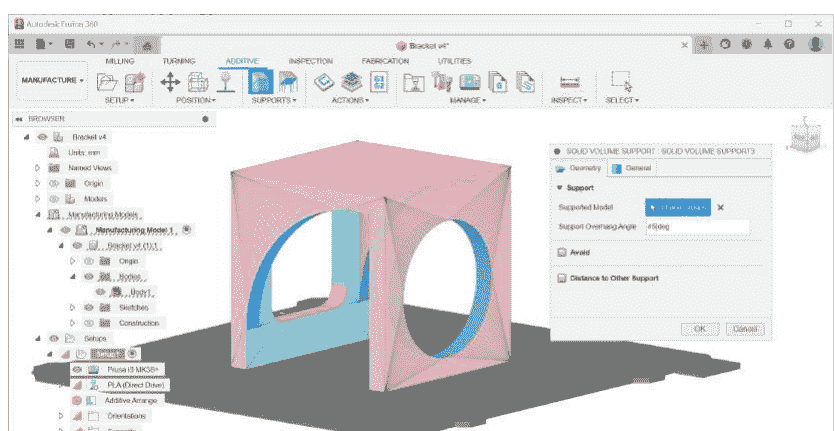 Autodesk Fusion 360
Bracket v4*
MILLING TURNING ADDITIVE INSPECTION FABRICATION UTILITIES
MANUFACTURE
SETUP POSITION SUPPORTS ACTIONS MANAGE INSPECT SELECT
G1
G2
BROWSER
Bracket v4
Units: mm
Named Views
Origin
Models
Manufacturing Models
Manufacturing Model 1
Bracket v4 (1):1
Origin
Bodies
Body1
Sketches
Construction
Setups
Setup1
Prusa i3 MK3S+
PLA (Direct Drive)
Additive Arrange
Orientations
SOLID VOLUME SUPPORT : SOLID VOLUME SUPPORT3
Geometry General
Support
Supported Model
Support Overhang Angle 45deg
Avoid
Distance to Other Support
OK Cancel